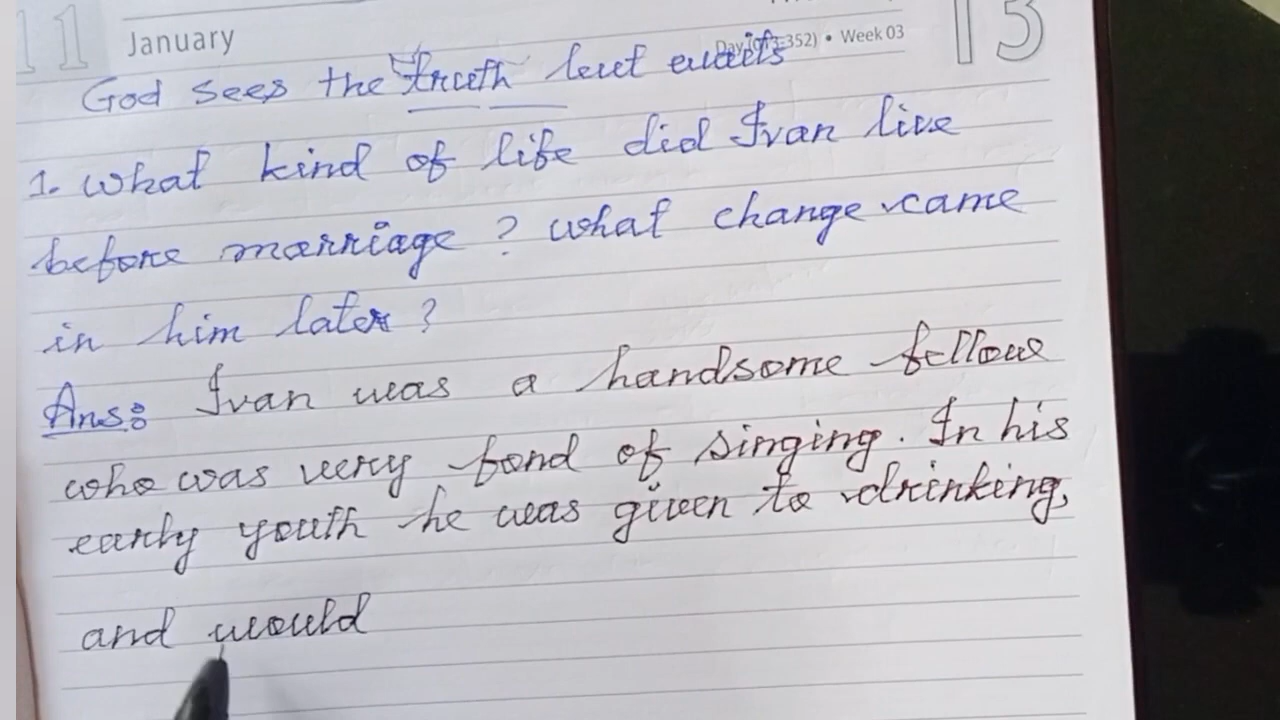 11 January 13
Day (013-352) • Week 03
God sees the truth but waits
1. What kind of life did Ivan live
before marriage ? What change came
in him later ?
Ans: Ivan was a handsome fellow
who was very fond of singing. In his
early youth he was given to drinking,
and would